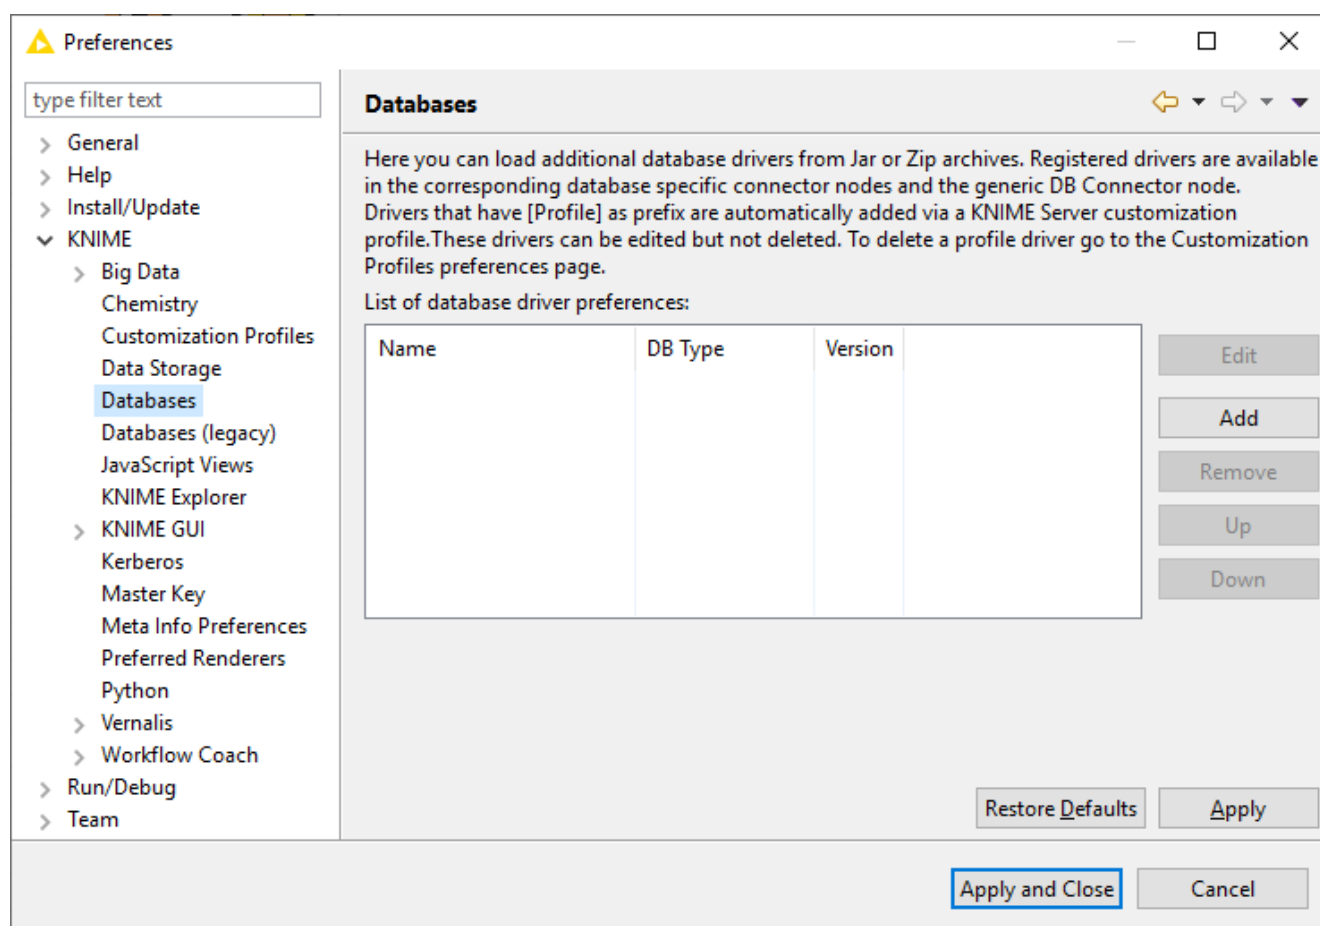 Preferences
type filter text
General
Help
Install/Update
KNIME
Big Data
Chemistry
Customization Profiles
Data Storage
Databases
Databases (legacy)
JavaScript Views
KNIME Explorer
KNIME GUI
Kerberos
Master Key
Meta Info Preferences
Preferred Renderers
Python
Vernalis
Workflow Coach
Run/Debug
Team
Databases
Here you can load additional database drivers from Jar or Zip archives. Registered drivers are available
in the corresponding database specific connector nodes and the generic DB Connector node.
Drivers that have [Profile] as prefix are automatically added via a KNIME Server customization
profile.These drivers can be edited but not deleted. To delete a profile driver go to the Customization
Profiles preferences page.
List of database driver preferences:
Name DB Type Version
Edit
Add
Remove
Up
Down
Restore Defaults Apply
Apply and Close Cancel